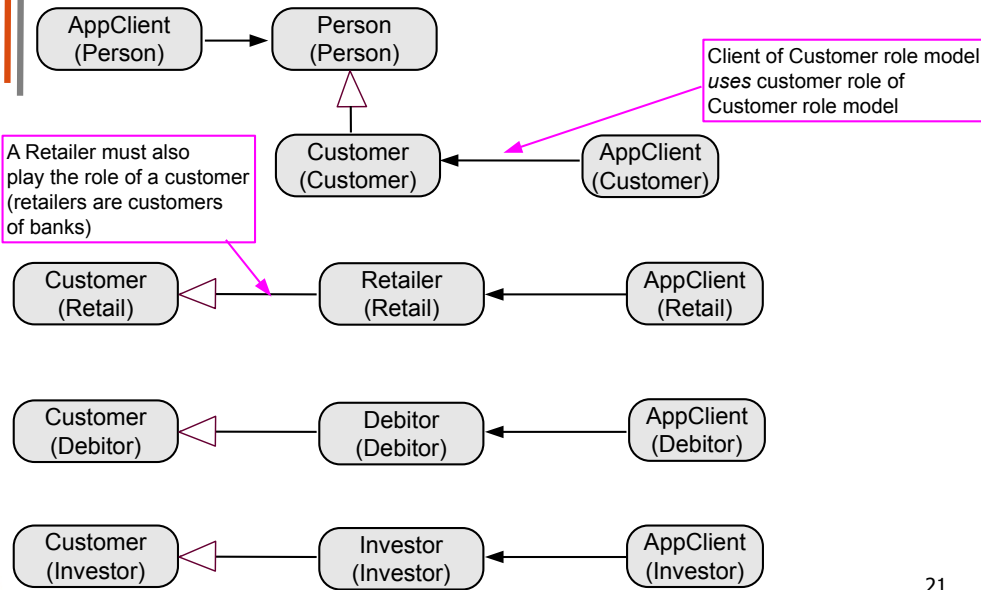 AppClient
(Person)
Person
(Person)
Client of Customer role model
uses customer role of
Customer role model
A Retailer must also
play the role of a customer
(retailers are customers
of banks)
Customer
(Customer)
AppClient
(Customer)
Customer
(Retail)
Retailer
(Retail)
AppClient
(Retail)
Customer
(Debitor)
Debitor
(Debitor)
AppClient
(Debitor)
Customer
(Investor)
Investor
(Investor)
AppClient
(Investor)
21